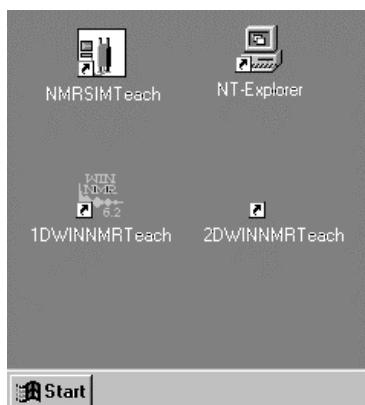 NMRSIMTeach
NT-Explorer
WIN
NMR
6.2
1DWINNMRTeach
2DWINNMRTeach
Start